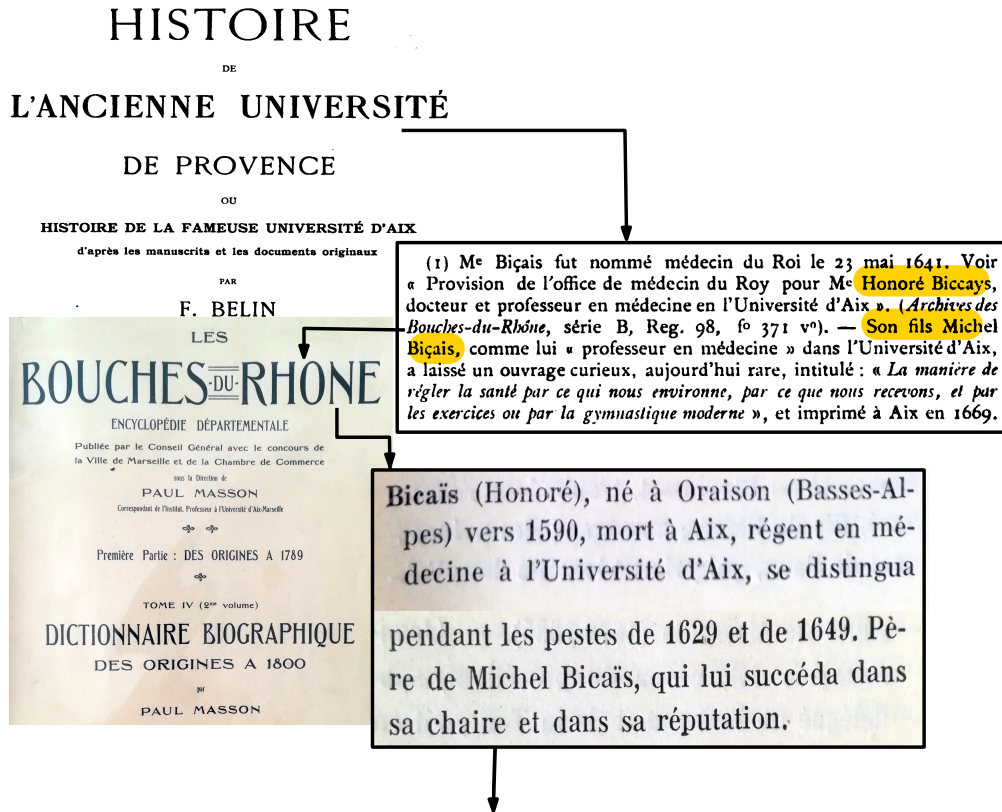 HISTOIRE
DE
L'ANCIENNE UNIVERSITÉ
DE PROVENCE
OU
HISTOIRE DE LA FAMEUSE UNIVERSITÉ D'AIX
d'après les manuscrits et les documents originaux
PAR
F. BELIN
(1) Me Biçais fut nommé médecin du Roi le 23 mai 1641. Voir
« Provision de l'office de médecin du Roy pour Me Honoré Biccays,
docteur et professeur en médecine en l'Université d'Aix ». (Archives des
Bouches-du-Rhône, série B, Reg. 98, fo 371 vo). — Son fils Michel
Biçais, comme lui « professeur en médecine » dans l'Université d'Aix,
a laissé un ouvrage curieux, aujourd'hui rare, intitulé : « La manière de
régler la santé par ce qui nous environne, par ce que nous recevons, et par
les exercices ou par la gymnastique moderne », et imprimé à Aix en 1669.
LES
BOUCHES-DU-RHONE
ENCYCLOPÉDIE DÉPARTEMENTALE
Publiée par le Conseil Général avec le concours de
la Ville de Marseille et de la Chambre de Commerce
sous la Direction de
PAUL MASSON
Correspondant de l'Institut, Professeur à l'Université d'Aix-Marseille
Première Partie : DES ORIGINES A 1789
TOME IV (2me volume)
DICTIONNAIRE BIOGRAPHIQUE
DES ORIGINES A 1800
par
PAUL MASSON
Bicaïs (Honoré), né à Oraison (Basses-Al-
pes) vers 1590, mort à Aix, régent en mé-
decine à l'Université d'Aix, se distingua
pendant les pestes de 1629 et de 1649. Pè-
re de Michel Bicaïs, qui lui succéda dans
sa chaire et dans sa réputation.